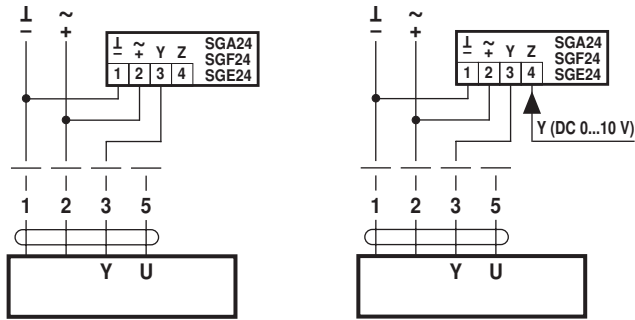 ⊥ ~
– +
⊥ ~ Y Z SGA24
– + SGF24
1 2 3 4 SGE24
1 2 3 5
Y U
⊥ ~
– +
⊥ ~ Y Z SGA24
– + SGF24
1 2 3 4 SGE24
Y (DC 0...10 V)
1 2 3 5
Y U